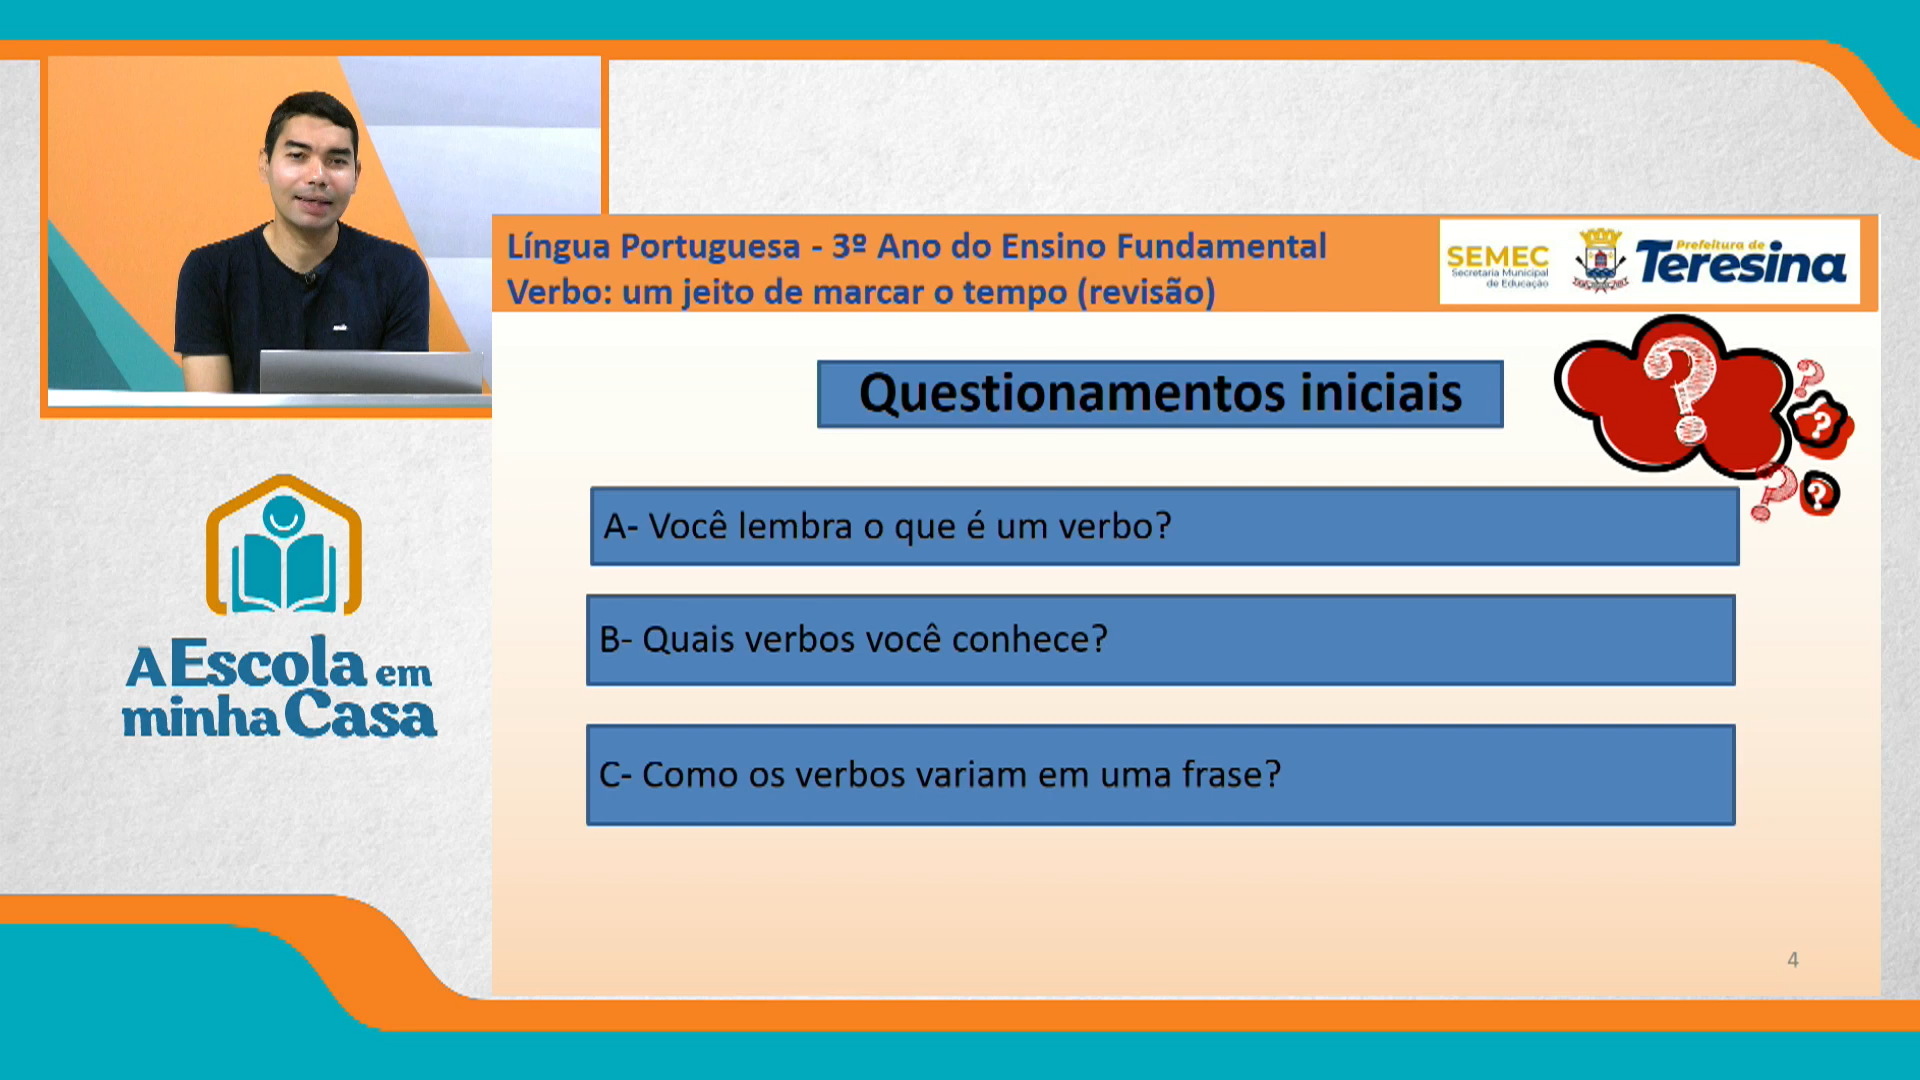 Língua Portuguesa - 3º Ano do Ensino Fundamental
Verbo: um jeito de marcar o tempo (revisão)
SEMEC
Secretaria Municipal
de Educação
Prefeitura de
Teresina
Questionamentos iniciais
A- Você lembra o que é um verbo?
B- Quais verbos você conhece?
C- Como os verbos variam em uma frase?
A Escola em
minha Casa
4